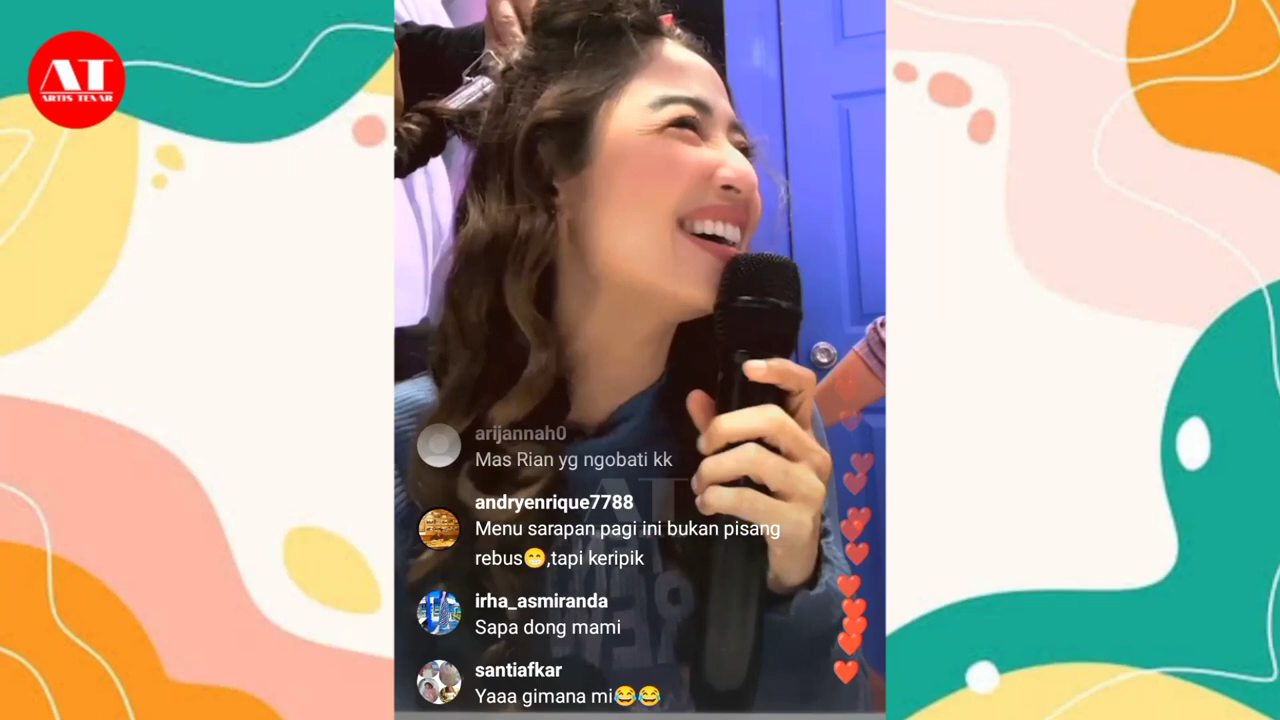 AT
ARTIS TENAR
arijannah0
Mas Rian yg ngobati kk
andryenrique7788
Menu sarapan pagi ini bukan pisang
rebus😁,tapi keripik
irha_asmiranda
Sapa dong mami
santiafkar
Yaaa gimana mi😂😂